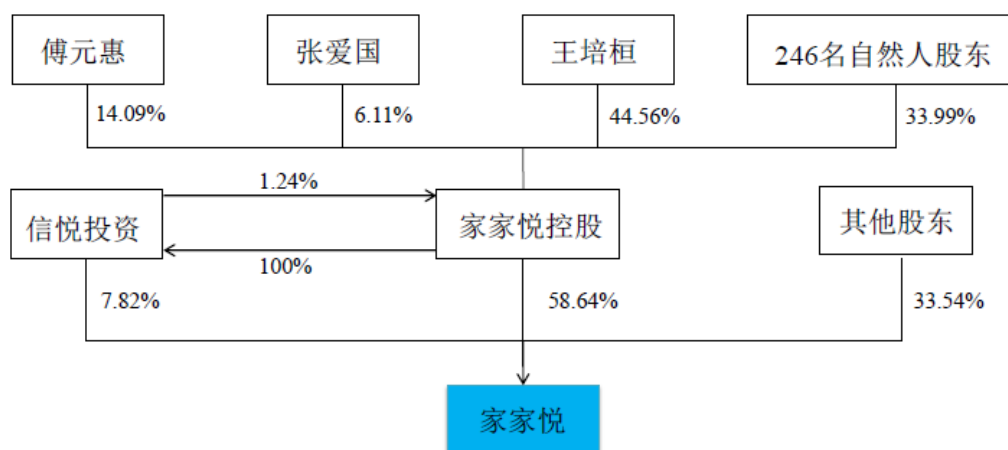 傅元惠
张爱国
王培桓
246名自然人股东
14.09%
6.11%
44.56%
33.99%
1.24%
信悦投资
家家悦控股
其他股东
100%
7.82%
58.64%
33.54%
家家悦